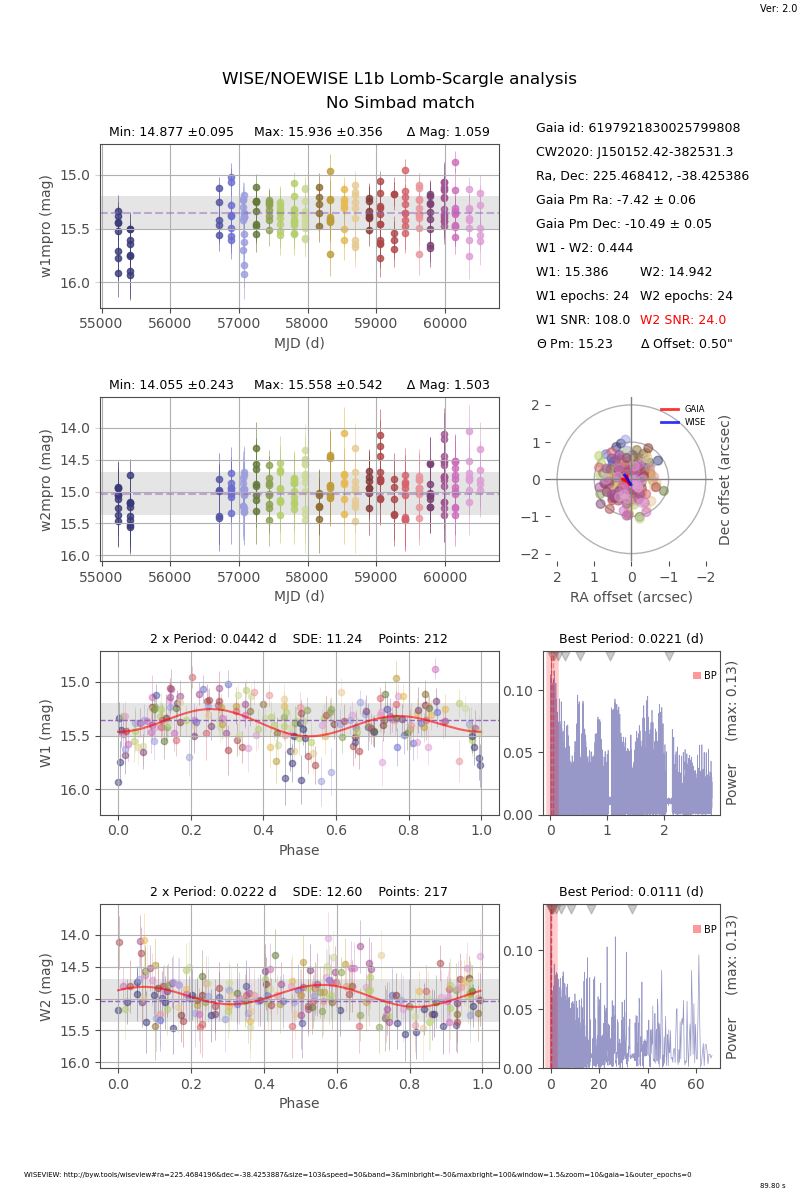 Ver: 2.0
WISE/NOEWISE L1b Lomb-Scargle analysis
No Simbad match
Min: 14.877 ±0.095 Max: 15.936 ±0.356 Δ Mag: 1.059
15.0
15.5
16.0
w1mpro (mag)
55000 56000 57000 58000 59000 60000
MJD (d)
Gaia id: 6197921830025799808
CW2020: J150152.42-382531.3
Ra, Dec: 225.468412, -38.425386
Gaia Pm Ra: -7.42 ± 0.06
Gaia Pm Dec: -10.49 ± 0.05
W1 - W2: 0.444
W1: 15.386 W2: 14.942
W1 epochs: 24 W2 epochs: 24
W1 SNR: 108.0 W2 SNR: 24.0
Θ Pm: 15.23 Δ Offset: 0.50"
Min: 14.055 ±0.243 Max: 15.558 ±0.542 Δ Mag: 1.503
14.0
14.5
15.0
15.5
16.0
w2mpro (mag)
55000 56000 57000 58000 59000 60000
MJD (d)
GAIA
WISE
2
1
0
−1
−2
2 1 0 −1 −2
RA offset (arcsec)
Dec offset (arcsec)
2 x Period: 0.0442 d SDE: 11.24 Points: 212
15.0
15.5
16.0
W1 (mag)
0.0 0.2 0.4 0.6 0.8 1.0
Phase
Best Period: 0.0221 (d)
BP
0.10
0.05
0.00
0 1 2
Power (max: 0.13)
2 x Period: 0.0222 d SDE: 12.60 Points: 217
14.0
14.5
15.0
15.5
16.0
W2 (mag)
0.0 0.2 0.4 0.6 0.8 1.0
Phase
Best Period: 0.0111 (d)
BP
0.10
0.05
0.00
0 20 40 60
Power (max: 0.13)
WISEVIEW: http://byw.tools/wiseview#ra=225.4684196&dec=-38.4253887&size=103&speed=50&band=3&minbright=-50&maxbright=100&window=1.5&zoom=10&gaia=1&outer_epochs=0
89.80 s